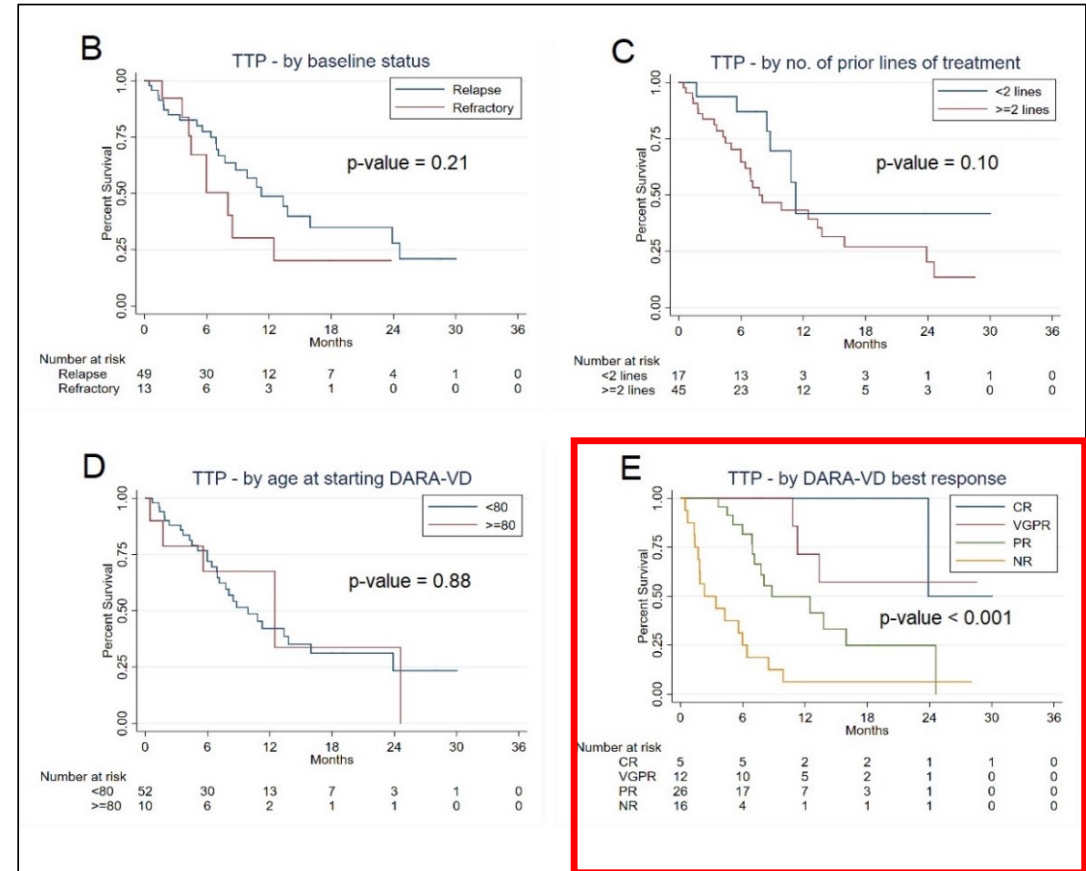 B
TTP - by baseline status
Relapse
Refractory
p-value = 0.21
Percent Survival
1.00
0.75
0.50
0.25
0.00
0 6 12 18 24 30 36
Months
Number at risk
Relapse 49 30 12 7 4 1 0
Refractory 13 6 3 1 0 0 0
C
TTP - by no. of prior lines of treatment
<2 lines
>=2 lines
p-value = 0.10
Percent Survival
1.00
0.75
0.50
0.25
0.00
0 6 12 18 24 30 36
Months
Number at risk
<2 lines 17 13 3 3 1 1 0
>=2 lines 45 23 12 5 3 0 0
D
TTP - by age at starting DARA-VD
<80
>=80
p-value = 0.88
Percent Survival
1.00
0.75
0.50
0.25
0.00
0 6 12 18 24 30 36
Months
Number at risk
<80 52 30 13 7 3 1 0
>=80 10 6 2 1 1 0 0
E
TTP - by DARA-VD best response
CR
VGPR
PR
NR
p-value < 0.001
Percent Survival
1.00
0.75
0.50
0.25
0.00
0 6 12 18 24 30 36
Months
Number at risk
CR 5 5 2 2 1 1 0
VGPR 12 10 5 2 1 0 0
PR 26 17 7 3 1 0 0
NR 16 4 1 1 1 0 0